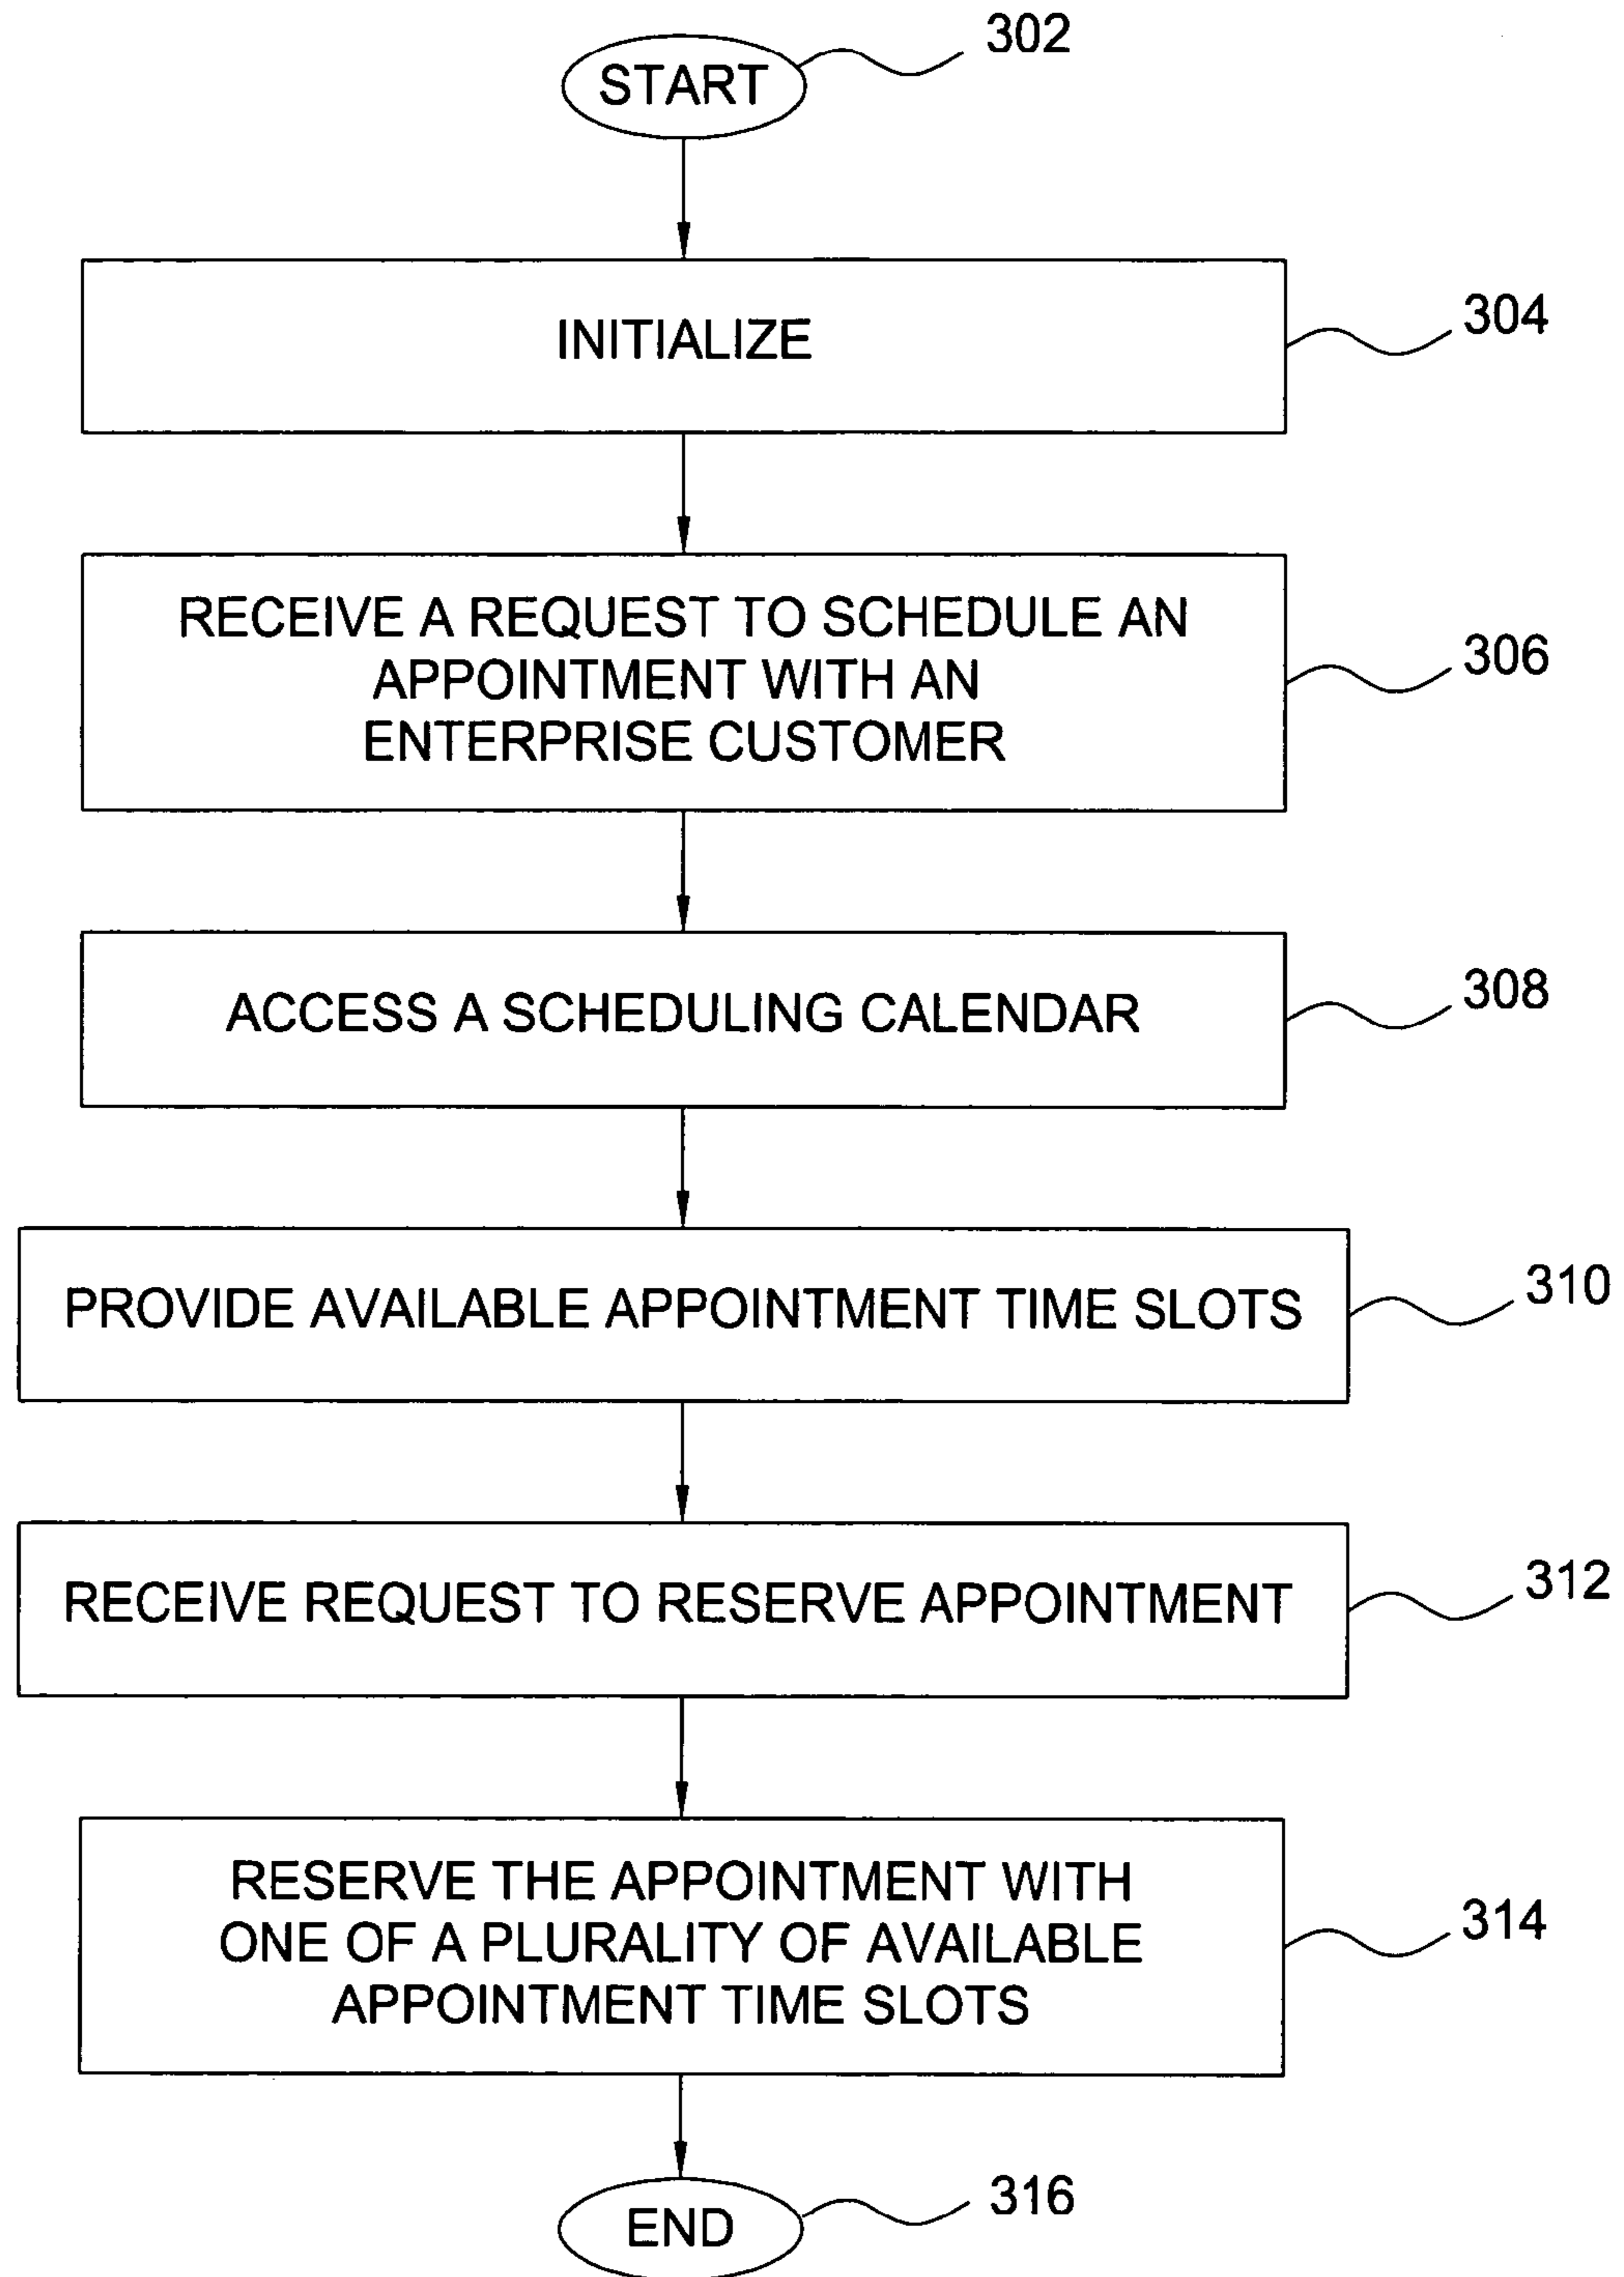 START
302
INITIALIZE
304
RECEIVE A REQUEST TO SCHEDULE AN
APPOINTMENT WITH AN
ENTERPRISE CUSTOMER
306
ACCESS A SCHEDULING CALENDAR
308
PROVIDE AVAILABLE APPOINTMENT TIME SLOTS
310
RECEIVE REQUEST TO RESERVE APPOINTMENT
312
RESERVE THE APPOINTMENT WITH
ONE OF A PLURALITY OF AVAILABLE
APPOINTMENT TIME SLOTS
314
END
316